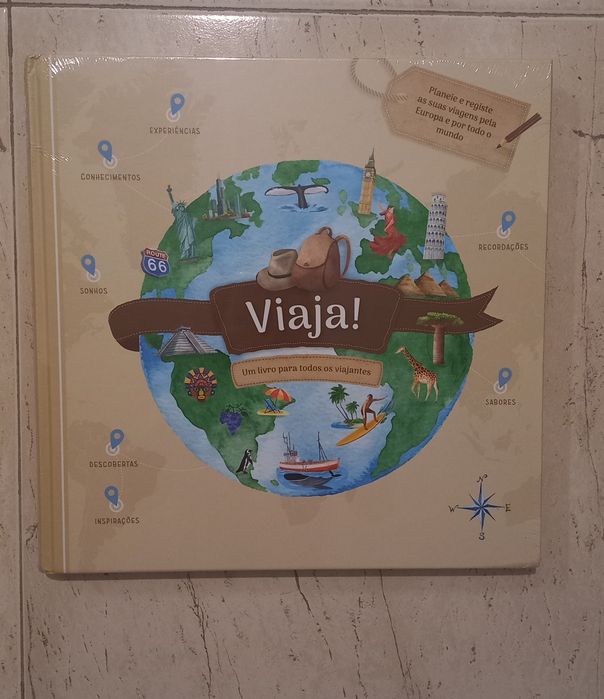 Planeie e registe
as suas viagens pela
Europa e por todo o
mundo
EXPERIÊNCIAS
CONHECIMENTOS
RECORDAÇÕES
ROUTE
66
SONHOS
Viaja!
Um livro para todos os viajantes
SABORES
DESCOBERTAS
INSPIRAÇÕES
N
W E
S